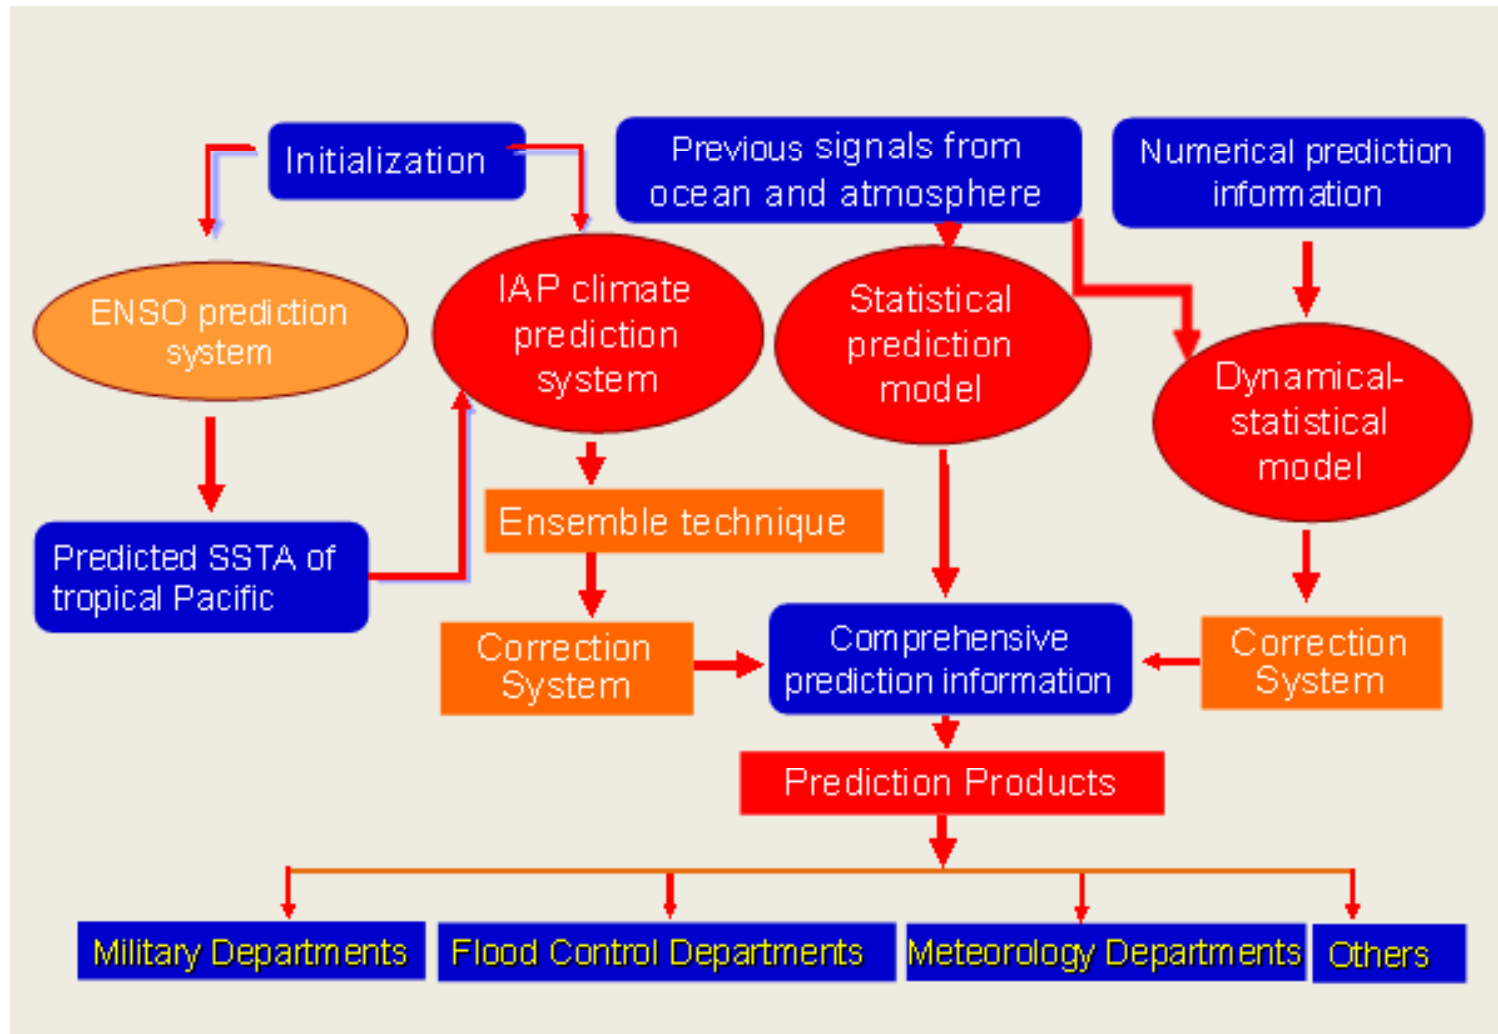 Initialization
Previous signals from
ocean and atmosphere
Numerical prediction
information
ENSO prediction
system
IAP climate
prediction
system
Statistical
prediction
model
Dynamical-
statistical
model
Ensemble technique
Predicted SSTA of
tropical Pacific
Correction
System
Comprehensive
prediction information
Correction
System
Prediction Products
Military Departments
Flood Control Departments
Meteorology Departments
Others